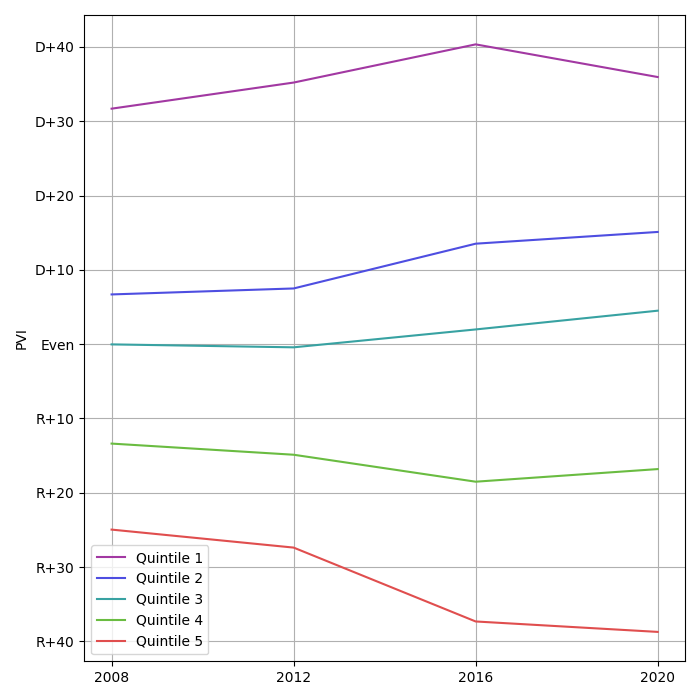 D+40
D+30
D+20
D+10
Even
R+10
R+20
R+30
R+40
PVI
Quintile 1
Quintile 2
Quintile 3
Quintile 4
Quintile 5
2008 2012 2016 2020